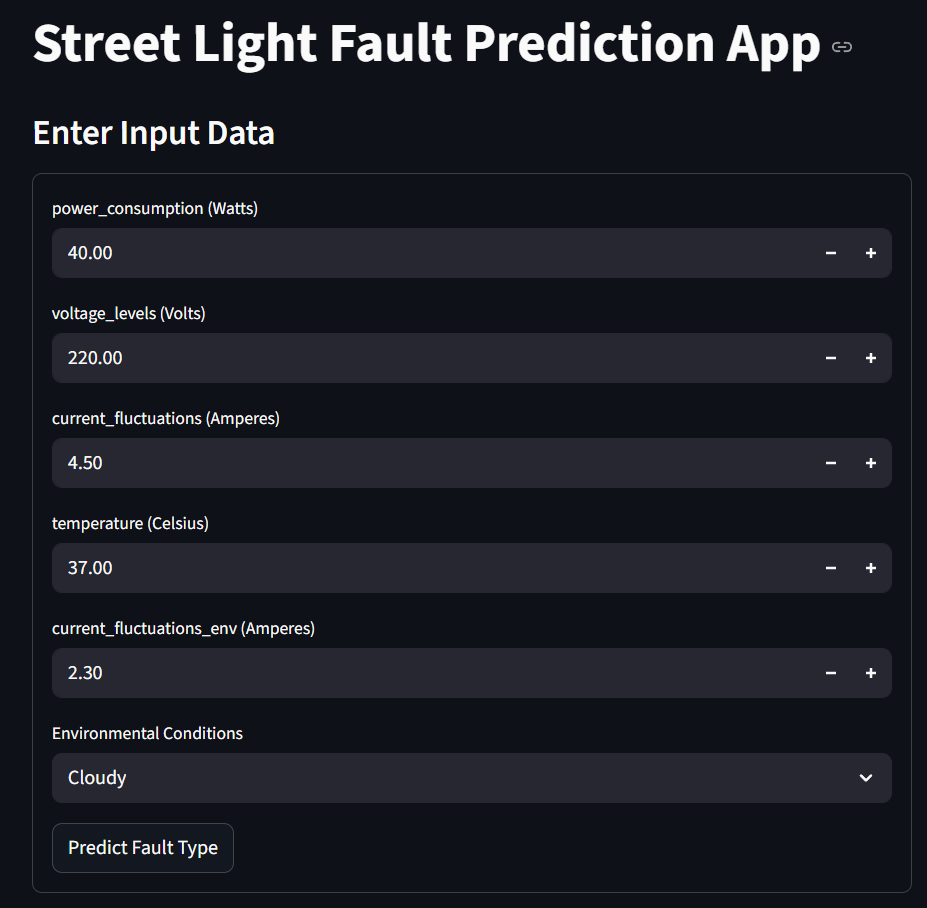 Street Light Fault Prediction App
Enter Input Data
power_consumption (Watts)
40.00
voltage_levels (Volts)
220.00
current_fluctuations (Amperes)
4.50
temperature (Celsius)
37.00
current_fluctuations_env (Amperes)
2.30
Environmental Conditions
Cloudy
Predict Fault Type